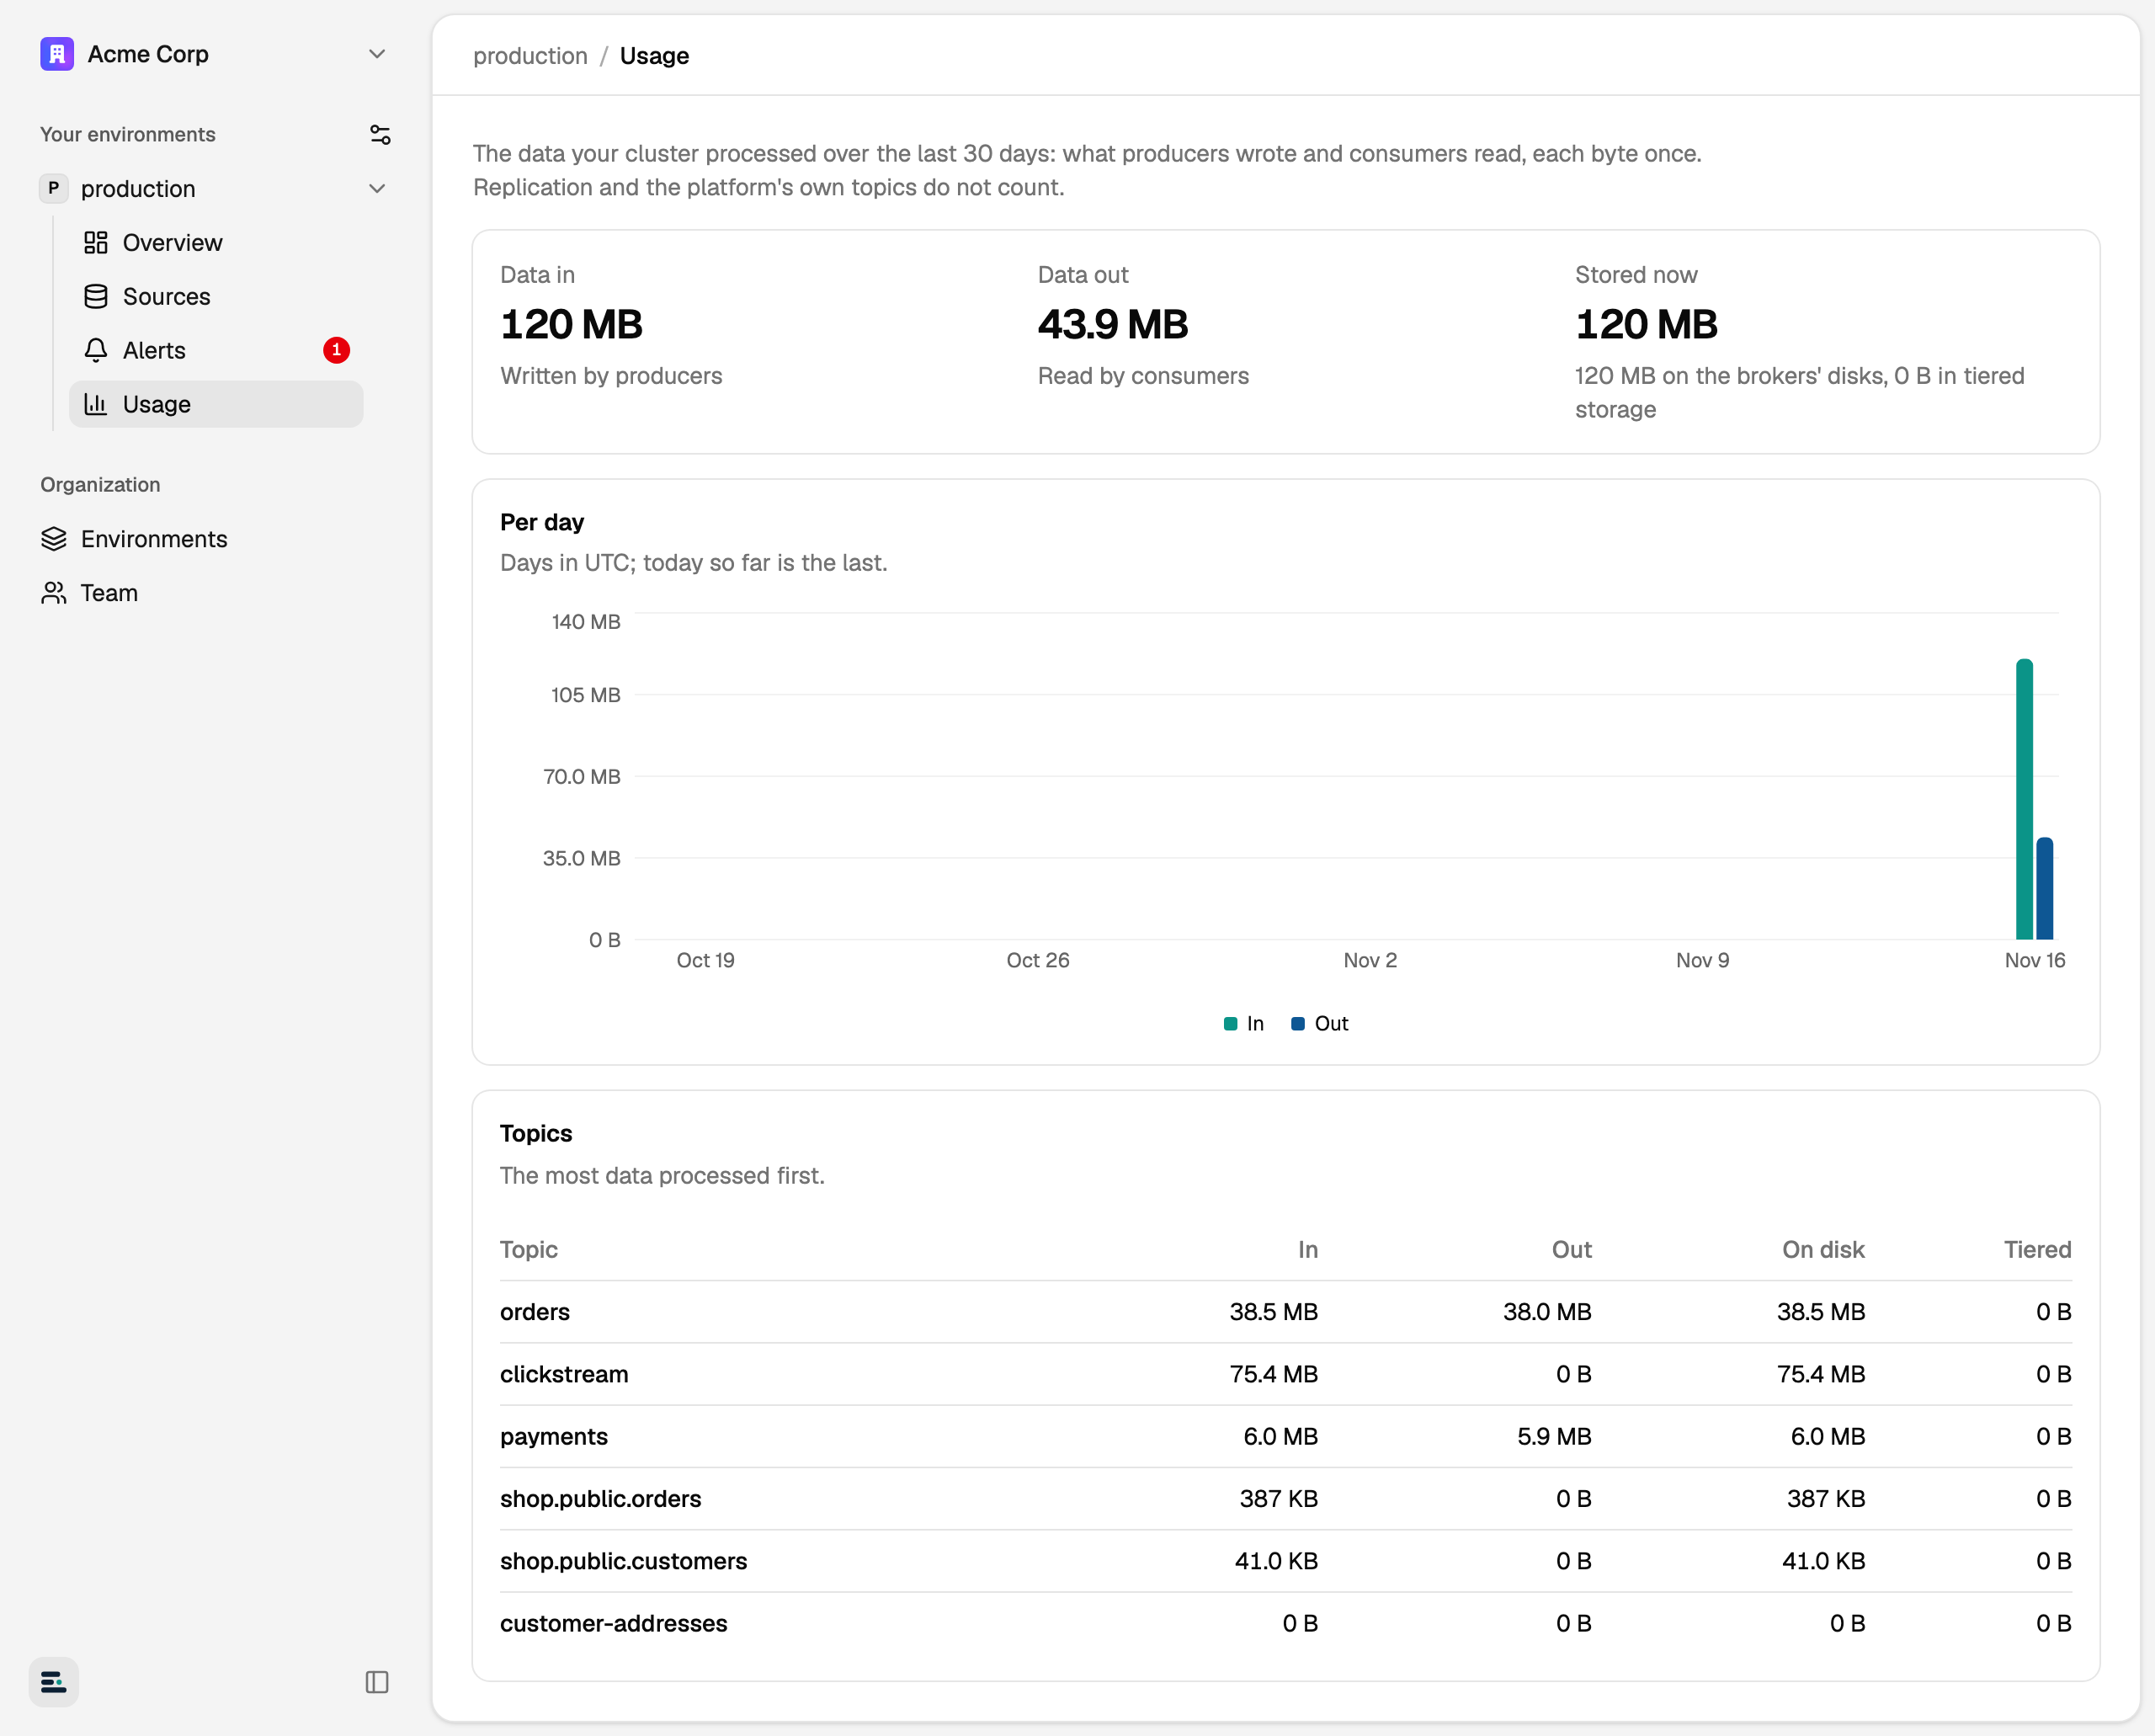 Acme Corp
Your environments
P production
Overview
Sources
Alerts 1
Usage
Organization
Environments
Team
production / Usage
The data your cluster processed over the last 30 days: what producers wrote and consumers read, each byte once.
Replication and the platform's own topics do not count.
Data in
120 MB
Written by producers
Data out
43.9 MB
Read by consumers
Stored now
120 MB
120 MB on the brokers' disks, 0 B in tiered
storage
Per day
Days in UTC; today so far is the last.
140 MB
105 MB
70.0 MB
35.0 MB
0 B
Oct 19 Oct 26 Nov 2 Nov 9 Nov 16
In Out
Topics
The most data processed first.
Topic In Out On disk Tiered
orders 38.5 MB 38.0 MB 38.5 MB 0 B
clickstream 75.4 MB 0 B 75.4 MB 0 B
payments 6.0 MB 5.9 MB 6.0 MB 0 B
shop.public.orders 387 KB 0 B 387 KB 0 B
shop.public.customers 41.0 KB 0 B 41.0 KB 0 B
customer-addresses 0 B 0 B 0 B 0 B